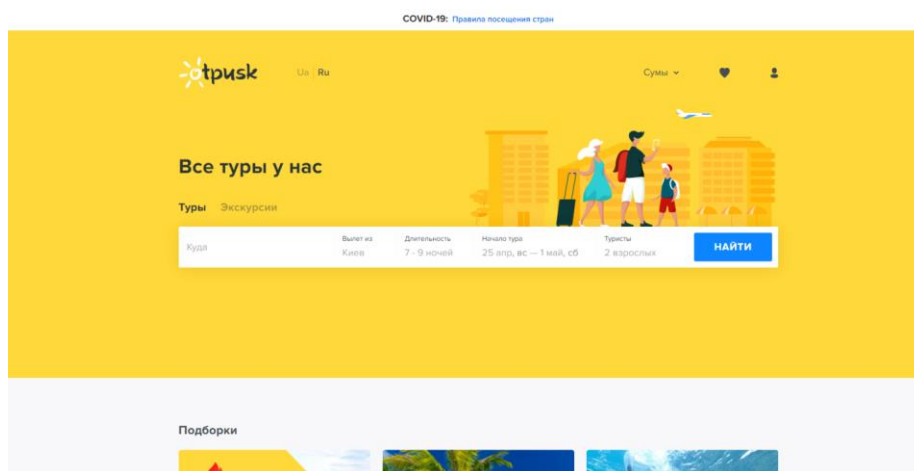 COVID-19: Правила посещения стран
otpusk
Ua Ru
Сумы
Все туры у нас
Туры Экскурсии
Куда
Вылет из
Киев
Длительность
7 - 9 ночей
Начало тура
25 апр, вс — 1 май, сб
Туристы
2 взрослых
НАЙТИ
Подборки